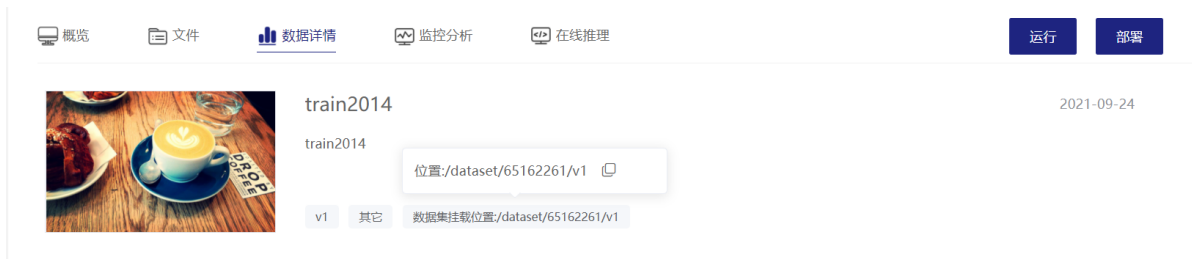 概览 文件 数据详情 监控分析 在线推理 运行 部署
train2014 2021-09-24
train2014
位置:/dataset/65162261/v1
v1 其它 数据集挂载位置:/dataset/65162261/v1
DROP
COFFEE